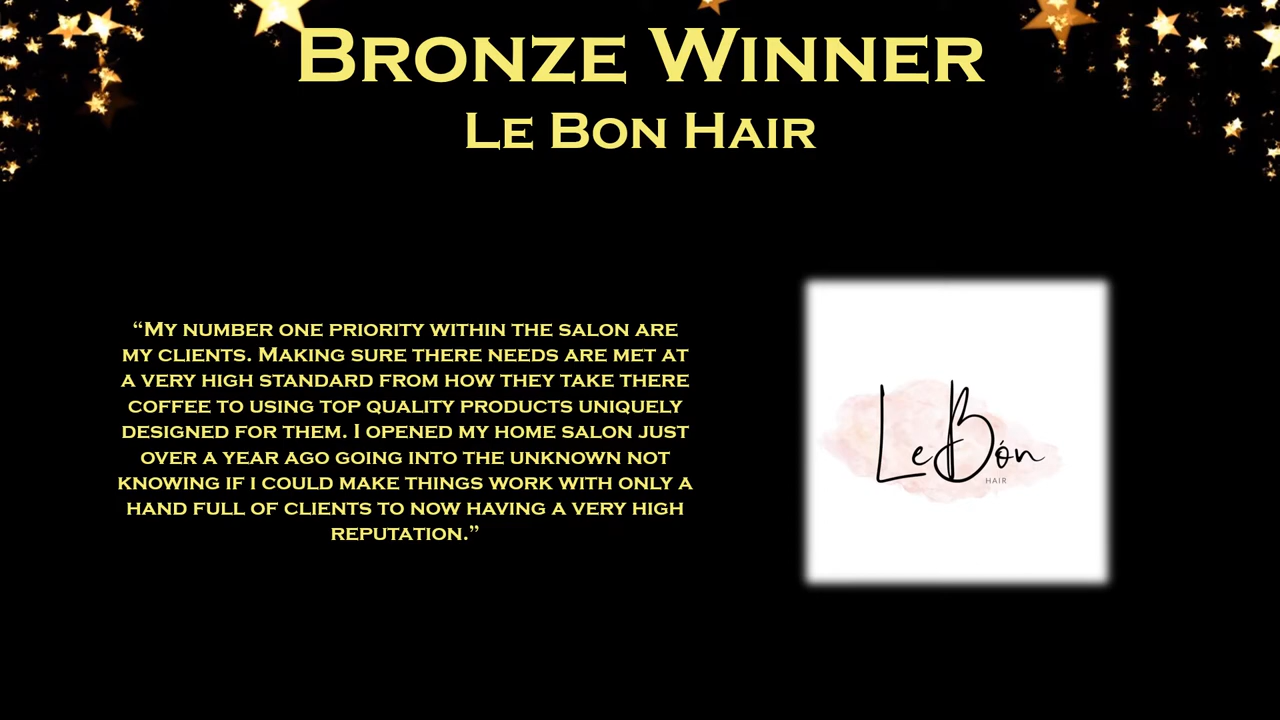 Bronze Winner
Le Bon Hair
“My number one priority within the salon are
my clients. Making sure there needs are met at
a very high standard from how they take there
coffee to using top quality products uniquely
designed for them. I opened my home salon just
over a year ago going into the unknown not
knowing if i could make things work with only a
hand full of clients to now having a very high
reputation.”
Le Bón
HAIR